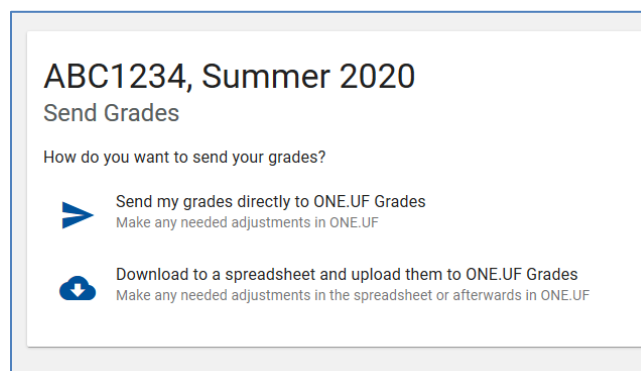 ABC1234, Summer 2020
Send Grades
How do you want to send your grades?
Send my grades directly to ONE.UF Grades
Make any needed adjustments in ONE.UF
Download to a spreadsheet and upload them to ONE.UF Grades
Make any needed adjustments in the spreadsheet or afterwards in ONE.UF